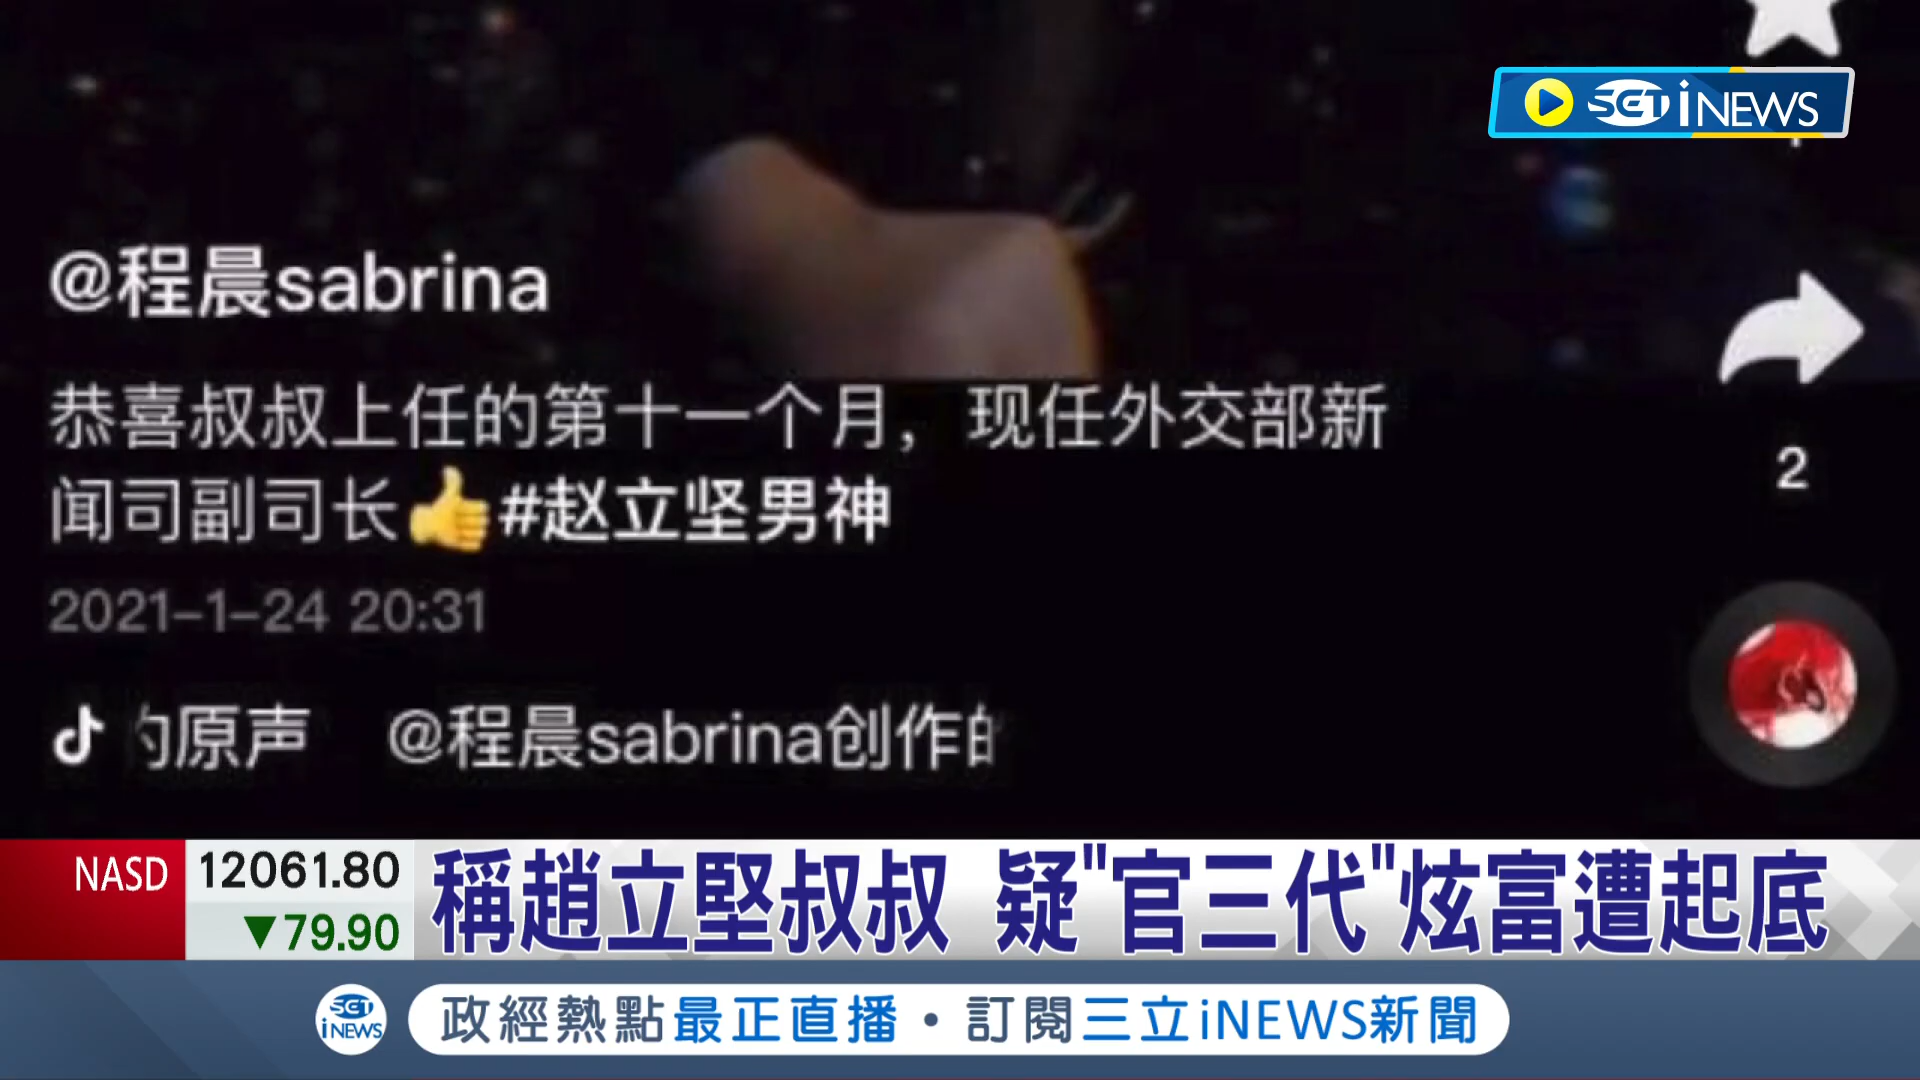 SET iNEWS
@程晨sabrina
恭喜叔叔上任的第十一个月，现任外交部新
闻司副司长👍#赵立坚男神
2021-1-24 20:31
2
的原声 @程晨sabrina创作的
NASD 12061.80
▼79.90
稱趙立堅叔叔 疑"官三代"炫富遭起底
SET iNEWS 政經熱點最正直播・訂閱三立iNEWS新聞